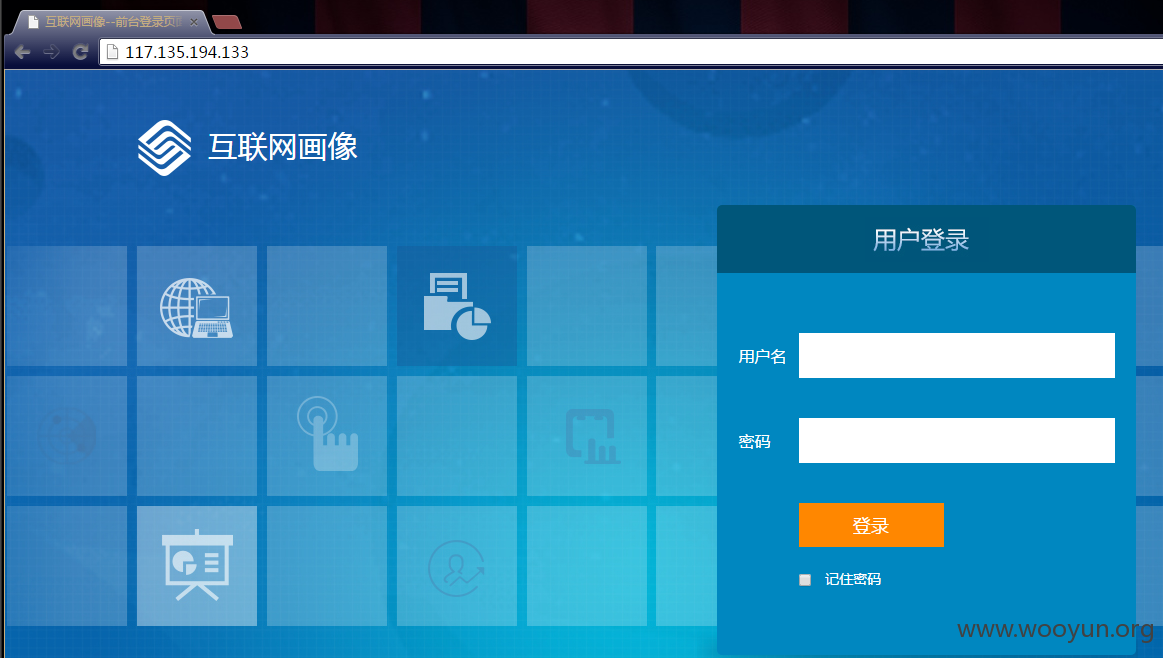 互联网画像--前台登录页面
117.135.194.133
互联网画像
用户登录
用户名
密码
登录
记住密码
www.wooyun.org